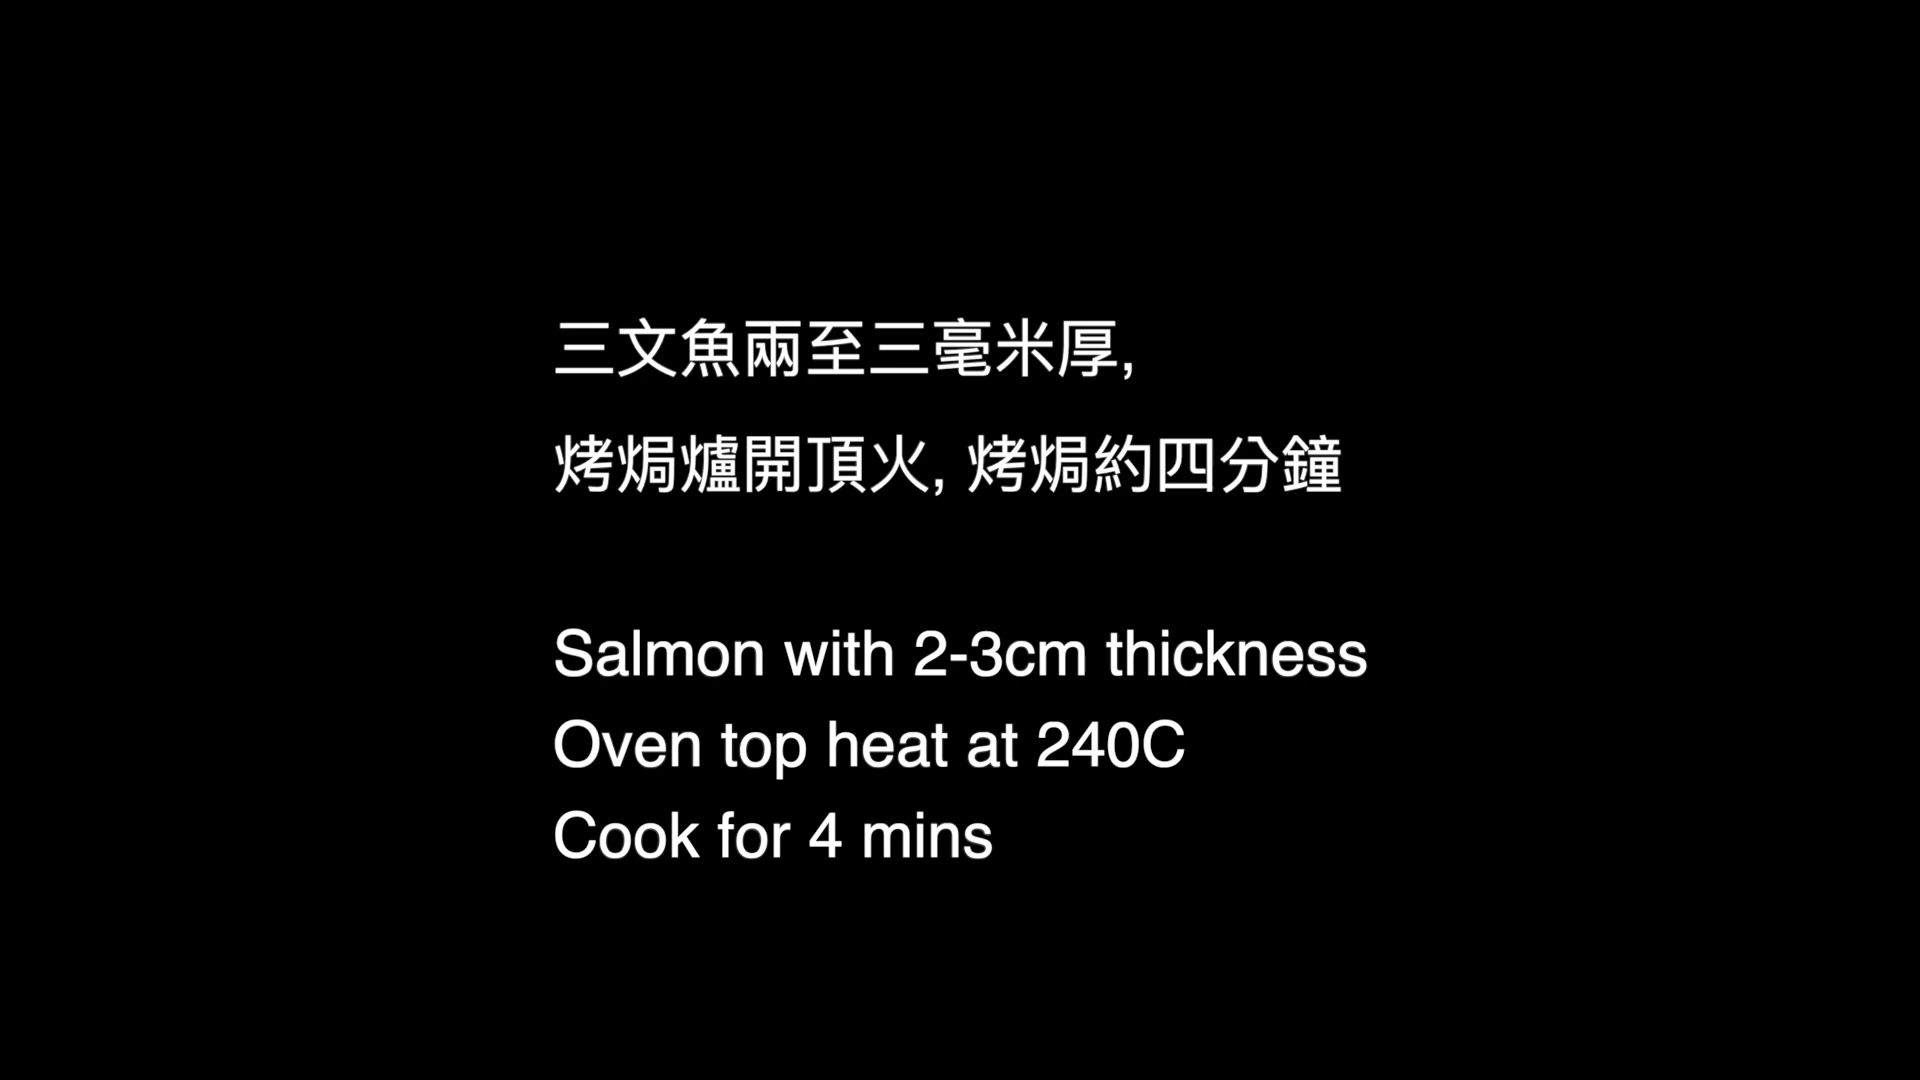 三文魚兩至三毫米厚,
烤焗爐開頂火, 烤焗約四分鐘
Salmon with 2-3cm thickness
Oven top heat at 240C
Cook for 4 mins